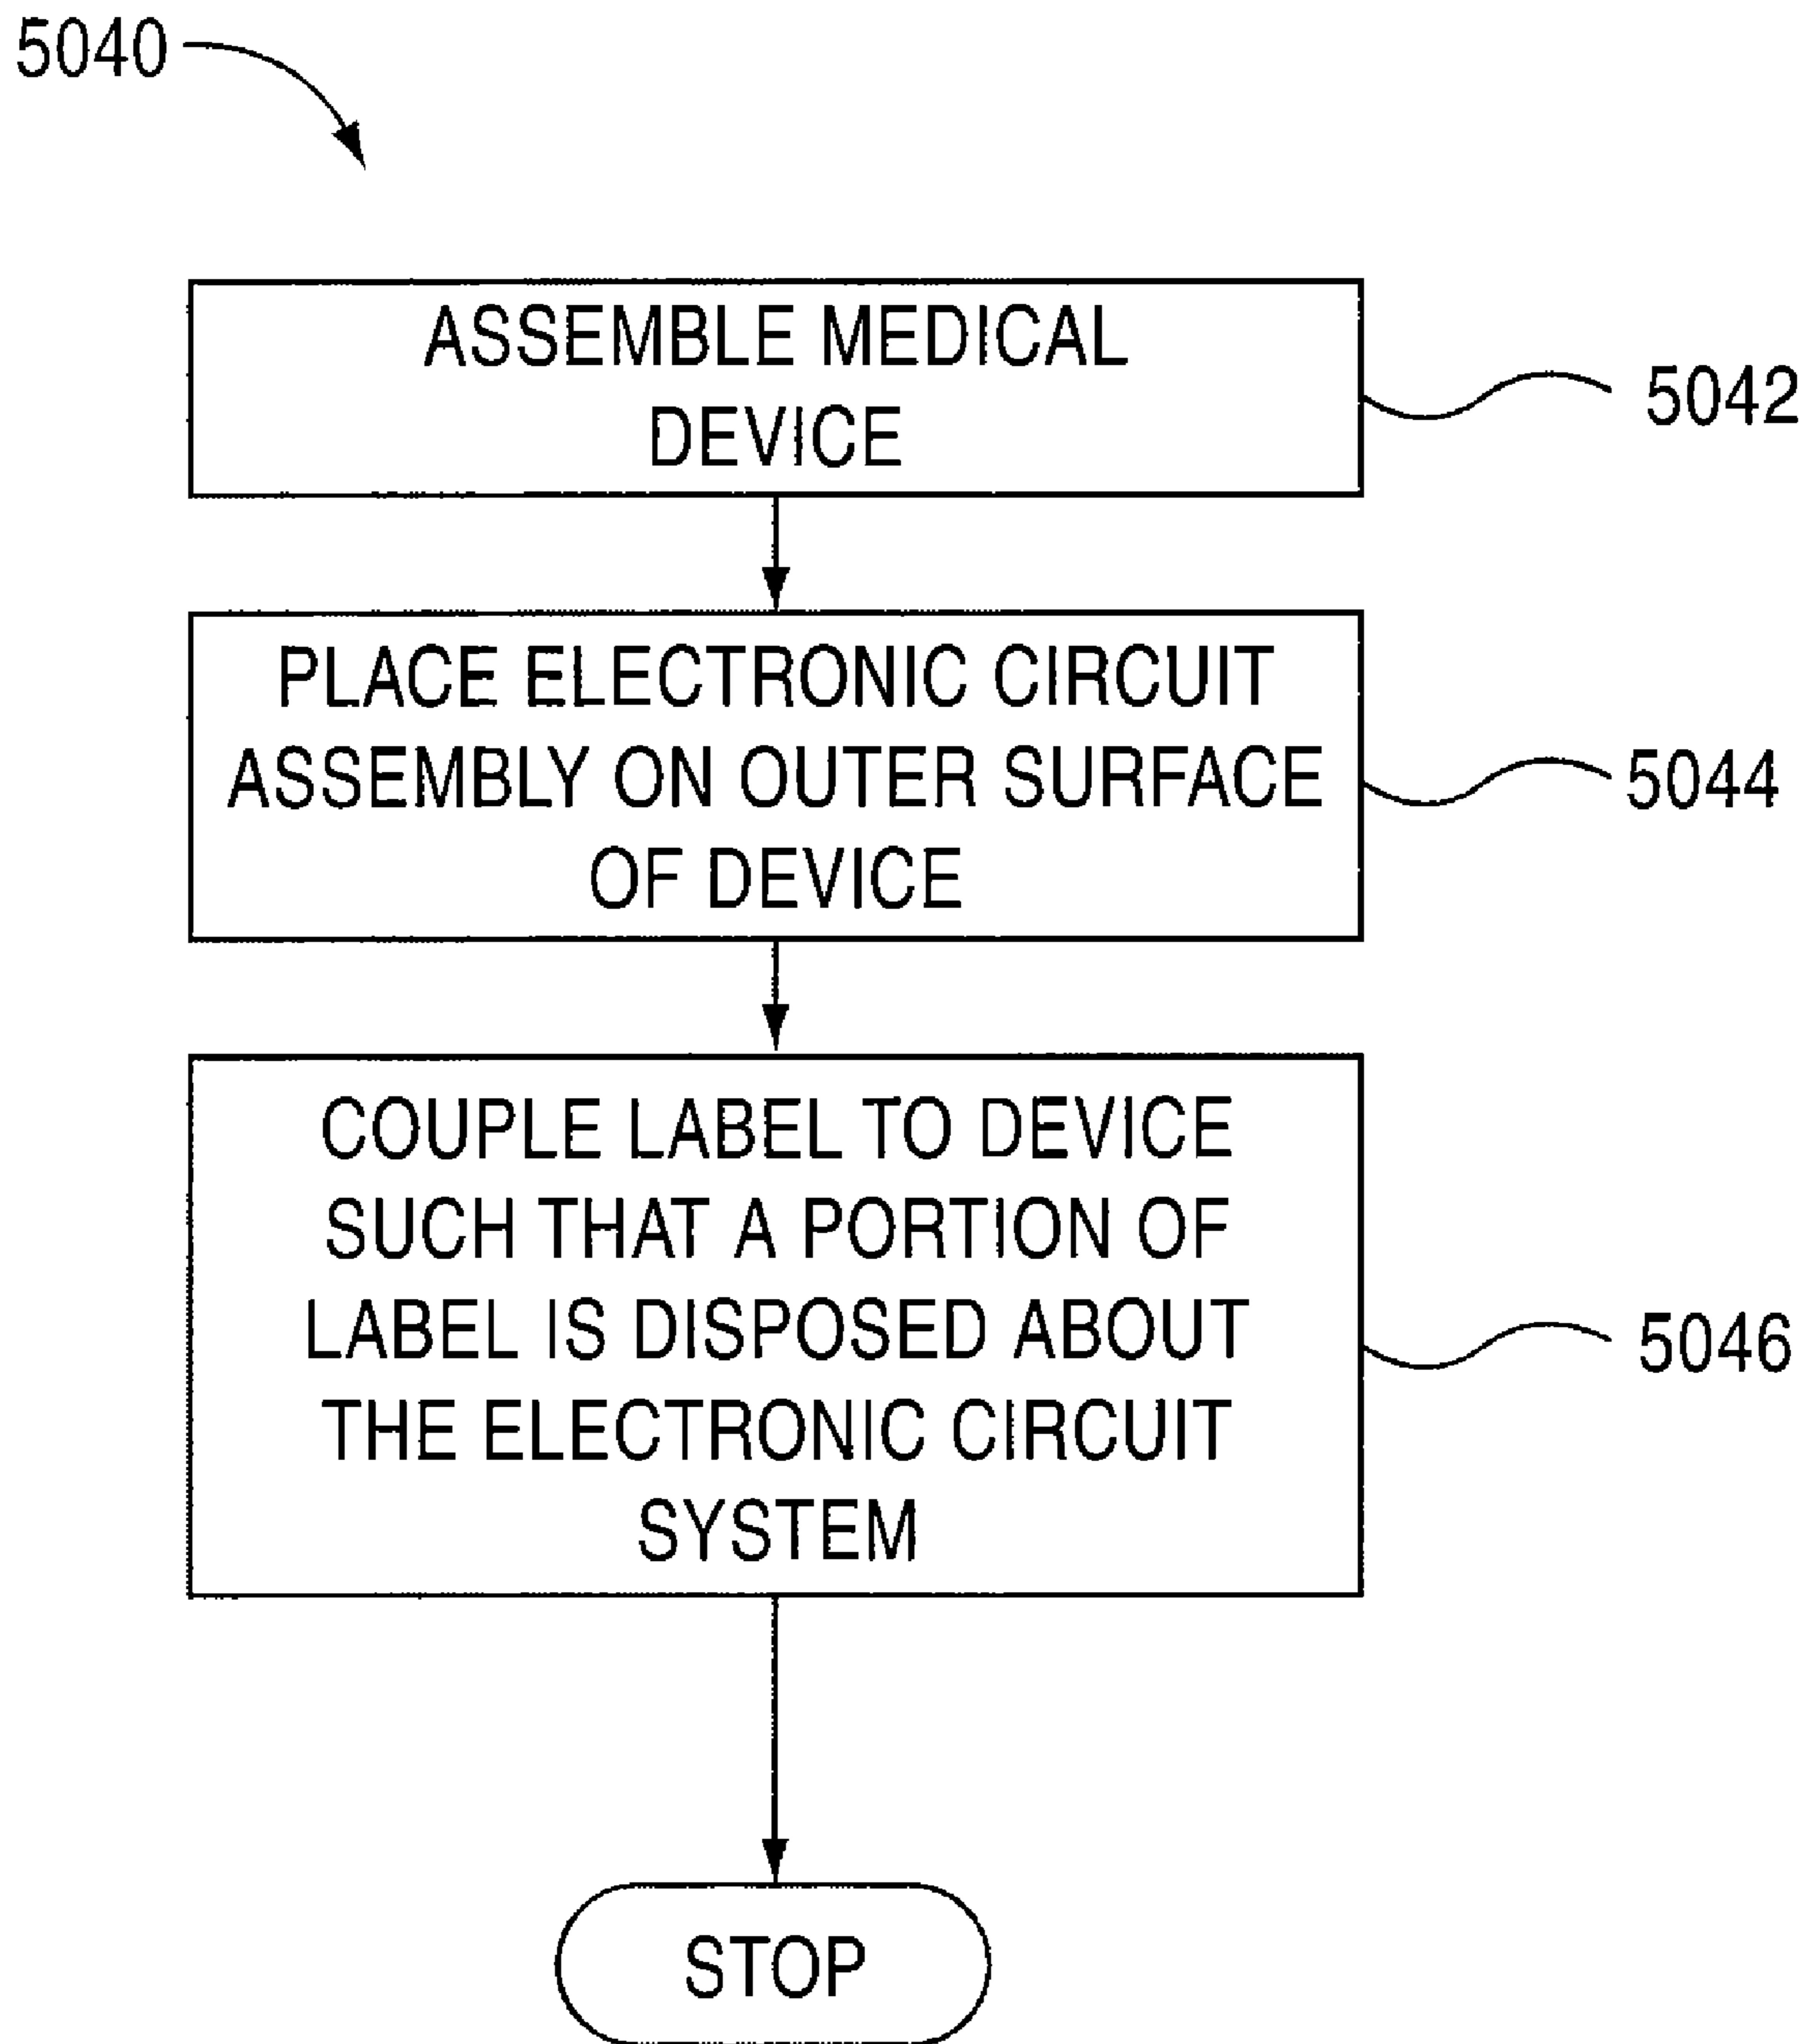 5040
ASSEMBLE MEDICAL
DEVICE
5042
PLACE ELECTRONIC CIRCUIT
ASSEMBLY ON OUTER SURFACE
OF DEVICE
5044
COUPLE LABEL TO DEVICE
SUCH THAT A PORTION OF
LABEL IS DISPOSED ABOUT
THE ELECTRONIC CIRCUIT
SYSTEM
5046
STOP